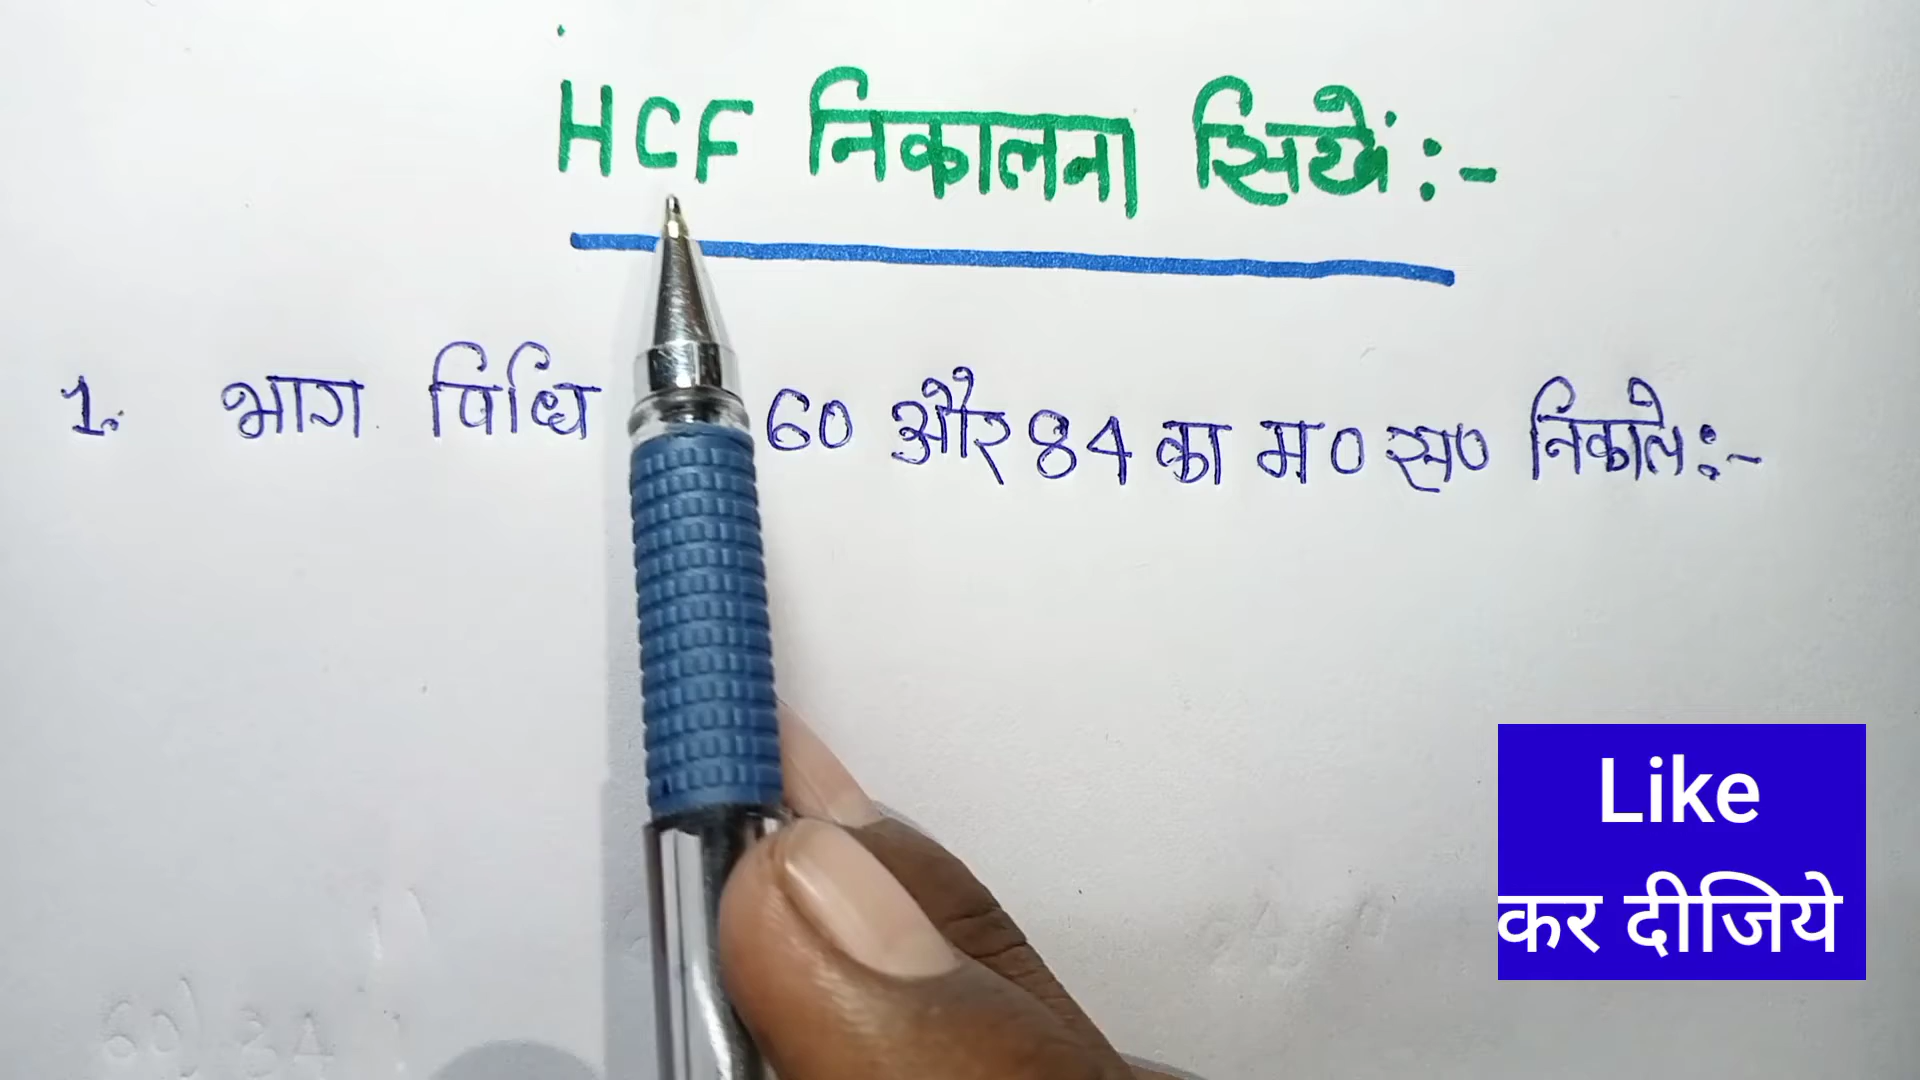 HCF निकालना सिखें:-
1. भाग विधि 60 और 84 का म० स० निकाले:-
Like
कर दीजिये